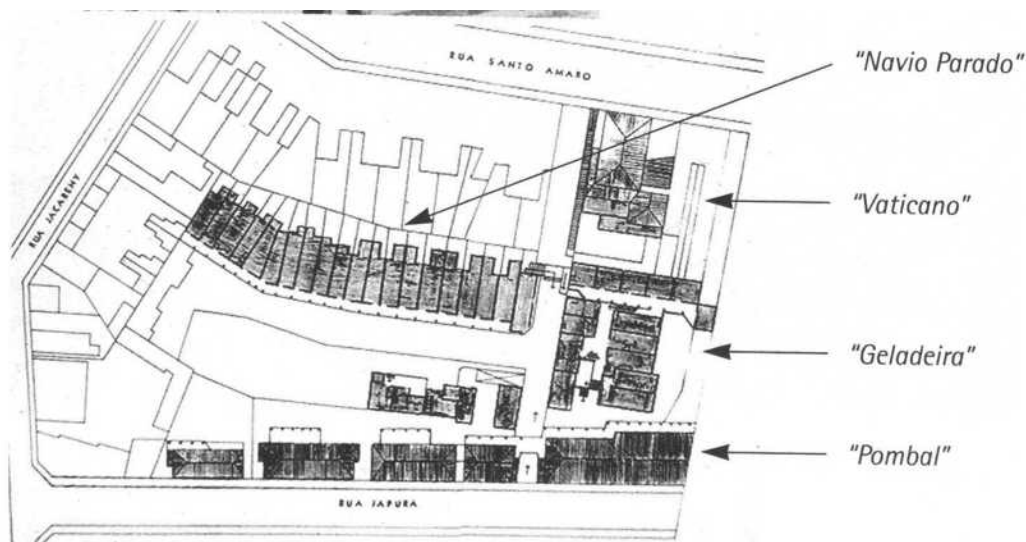 RUA SANTO AMARO
"Navio Parado"
RUA JACAREHY
"Vaticano"
"Geladeira"
"Pombal"
RUA JAPURA